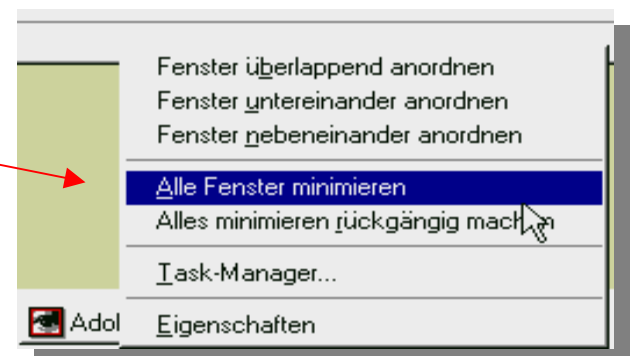 Fenster überlappend anordnen
Fenster untereinander anordnen
Fenster nebeneinander anordnen
Alle Fenster minimieren
Alles minimieren rückgängig machen
Task-Manager...
Adol
Eigenschaften